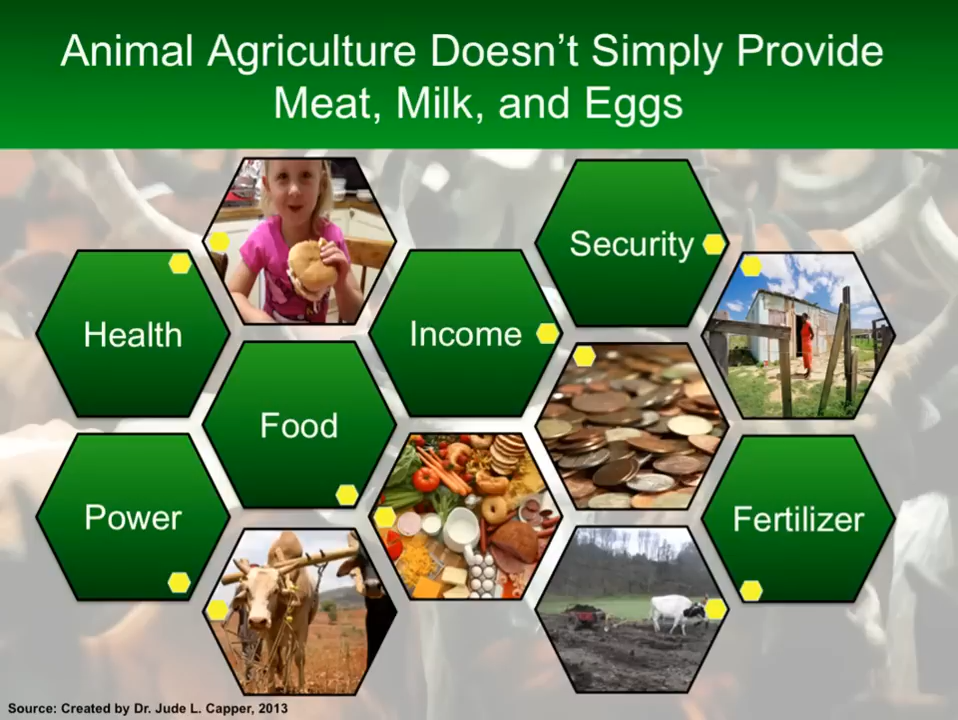 Animal Agriculture Doesn't Simply Provide
Meat, Milk, and Eggs
Security
Health
Income
Food
Power
Fertilizer
Source: Created by Dr. Jude L. Capper, 2013